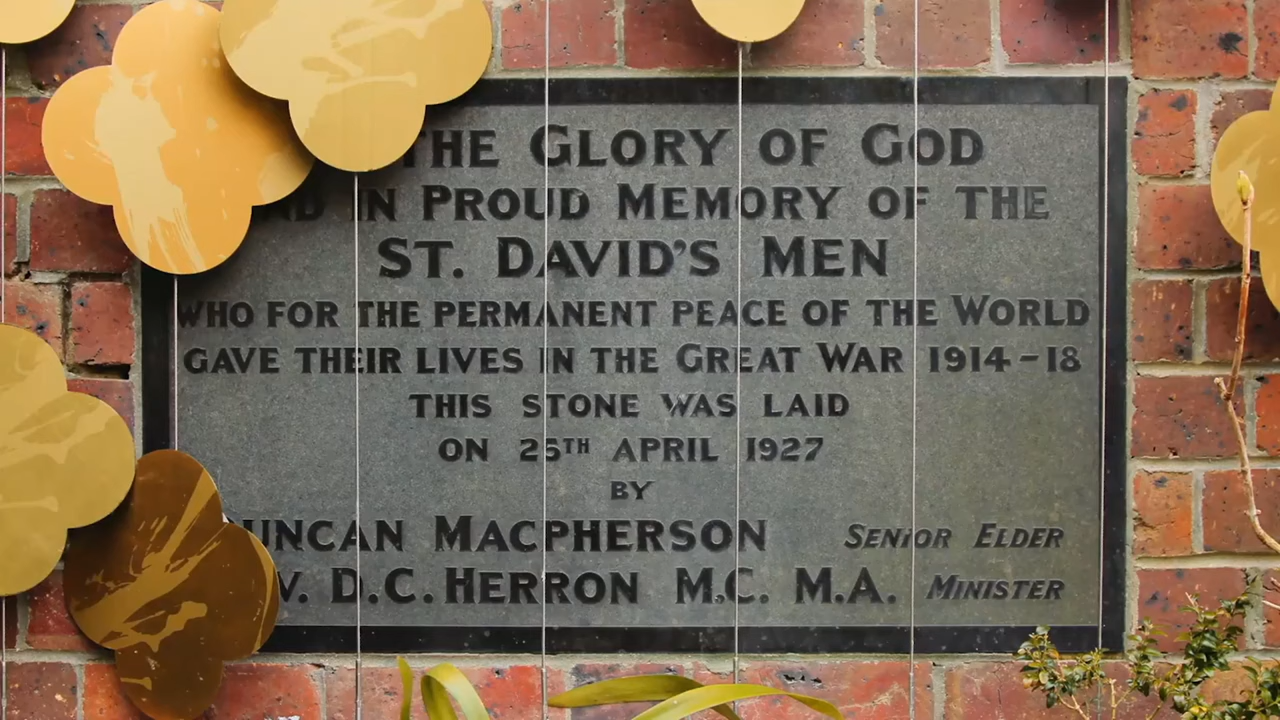 THE GLORY OF GOD
IN PROUD MEMORY OF THE
ST. DAVID'S MEN
WHO FOR THE PERMANENT PEACE OF THE WORLD
GAVE THEIR LIVES IN THE GREAT WAR 1914-18
THIS STONE WAS LAID
ON 25TH APRIL 1927
BY
DUNCAN MACPHERSON SENIOR ELDER
D.C. HERRON M.C. M.A. MINISTER